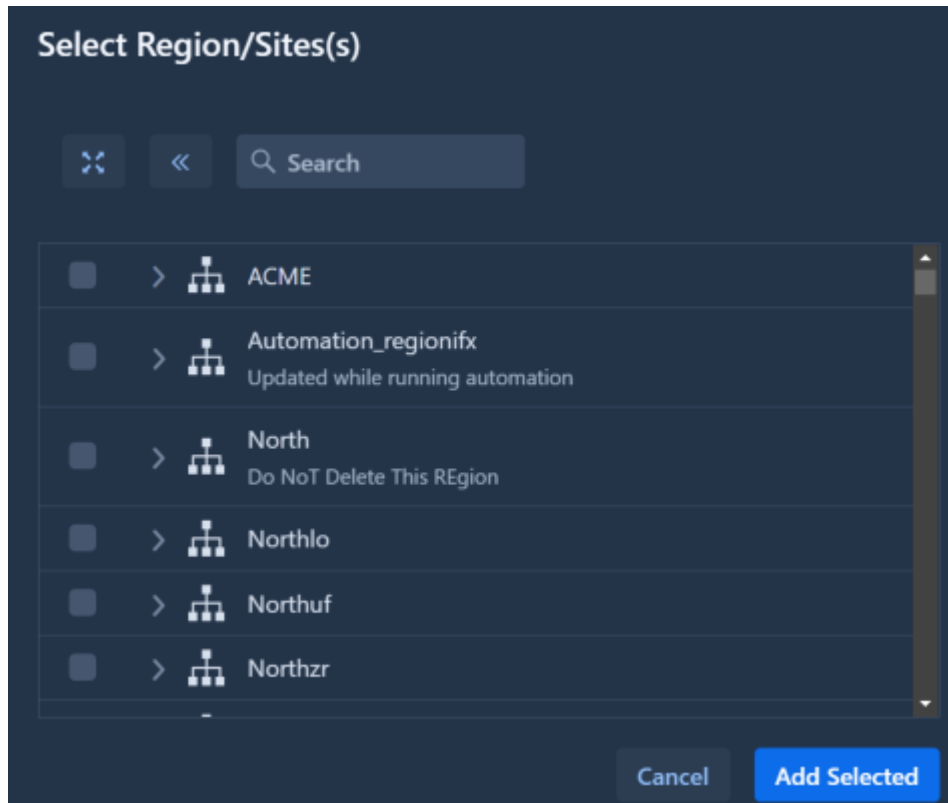 Select Region/Sites(s)
Search
ACME
Automation_regionifx
Updated while running automation
North
Do NoT Delete This REgion
Northlo
Northuf
Northzr
Cancel
Add Selected